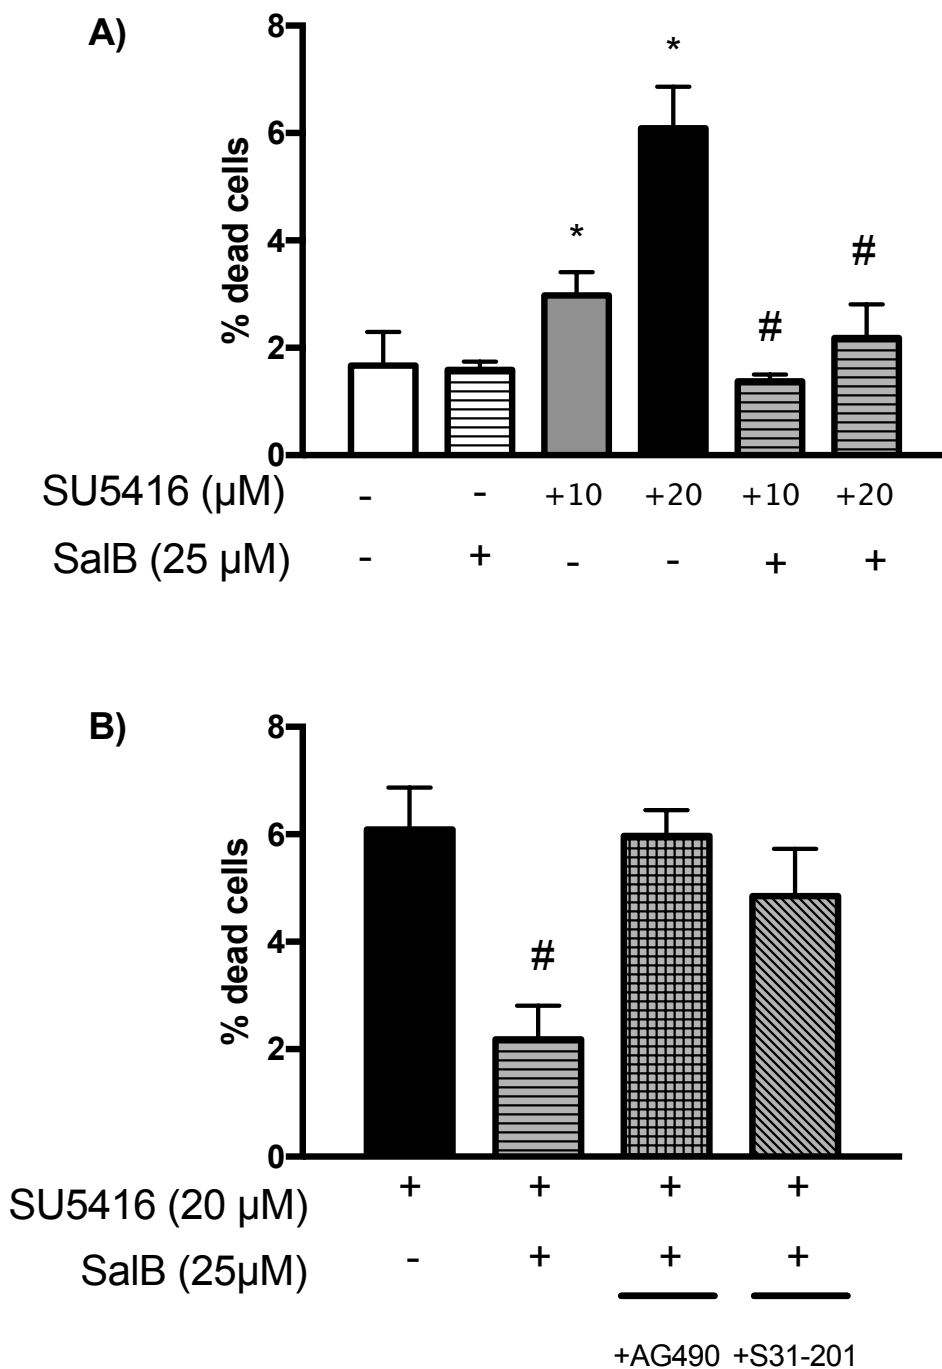 A)
8
6
4
2
0
% dead cells
*
*
#
#
SU5416 (µM) - - +10 +20 +10 +20
SalB (25 µM) - + - - + +
B)
8
6
4
2
0
% dead cells
#
SU5416 (20 µM) + + + +
SalB (25µM) - + + +
+AG490 +S31-201